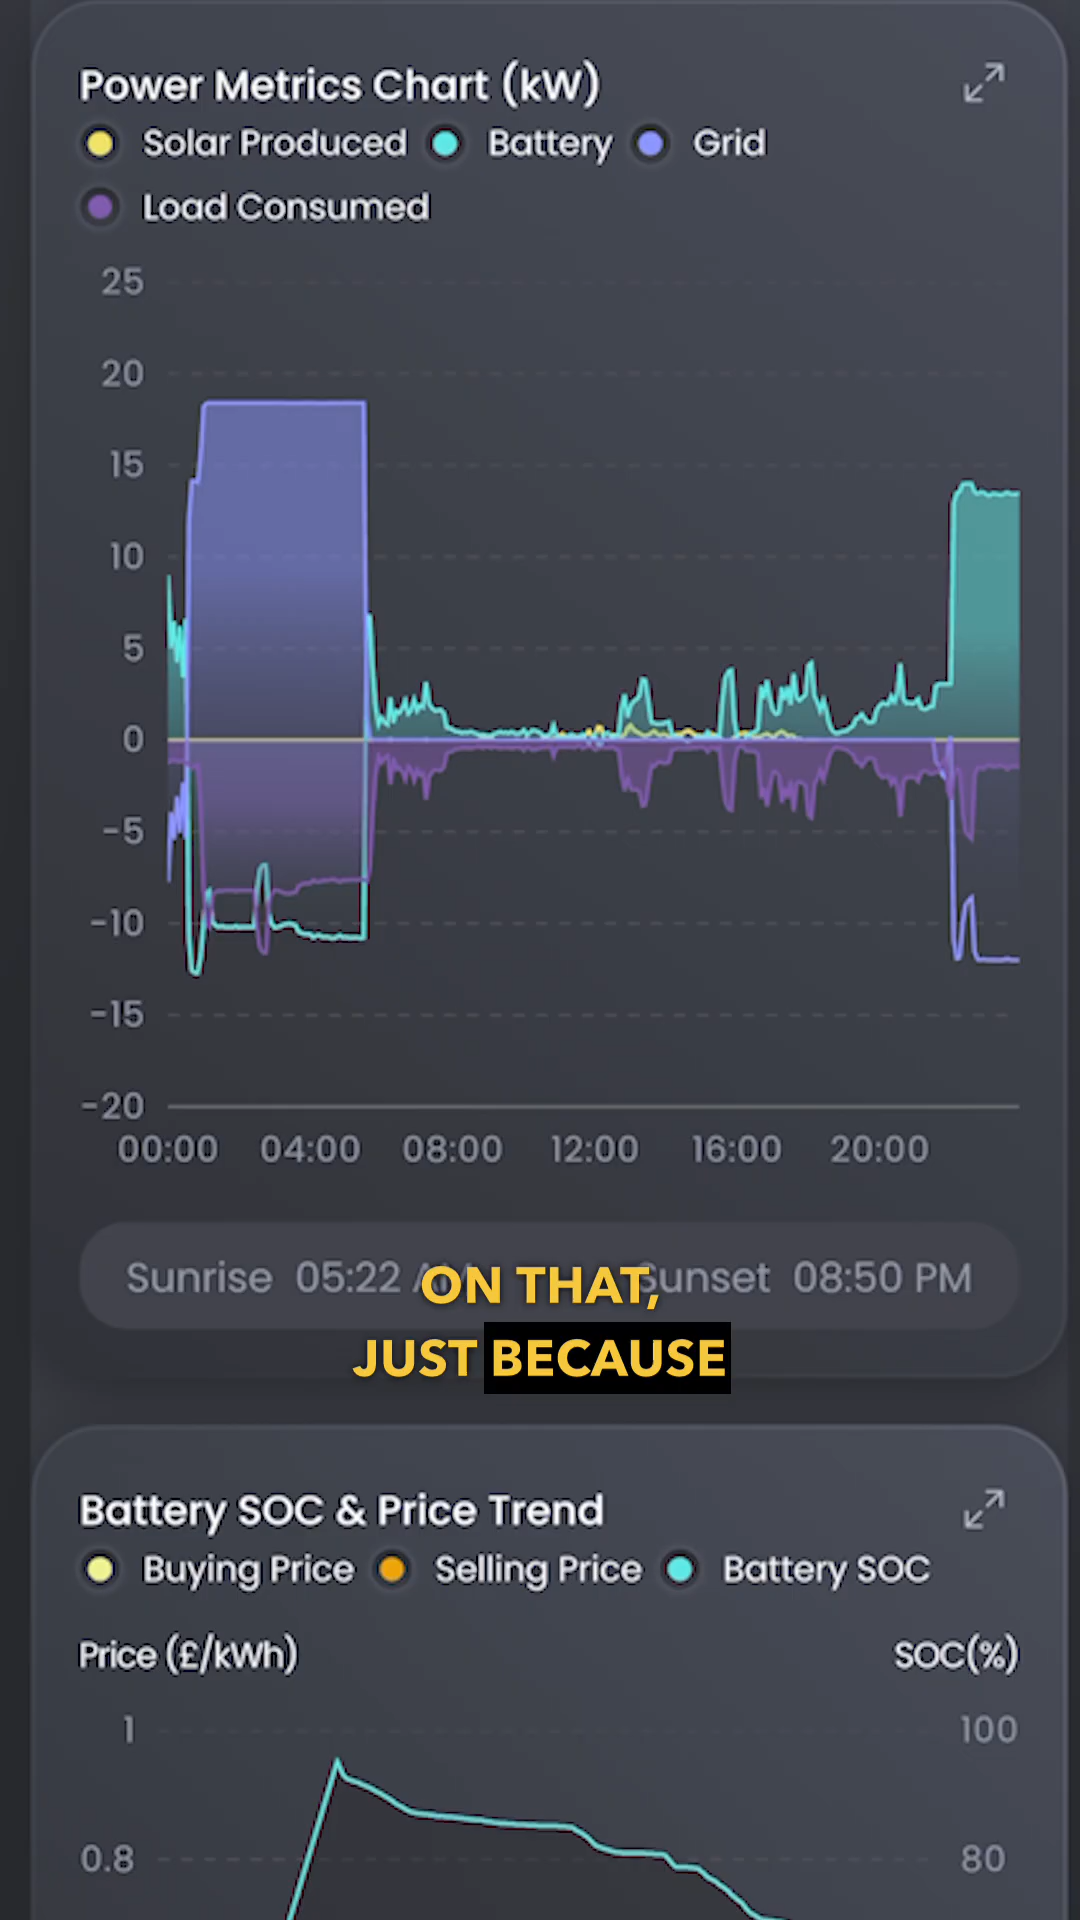 Power Metrics Chart (kW)
Solar Produced Battery Grid
Load Consumed
25
20
15
10
5
0
-5
-10
-15
-20
00:00 04:00 08:00 12:00 16:00 20:00
Sunrise 05:22 AM Sunset 08:50 PM
ON THAT,
JUST BECAUSE
Battery SOC & Price Trend
Buying Price Selling Price Battery SOC
Price (£/kWh) SOC(%)
1 100
0.8 80